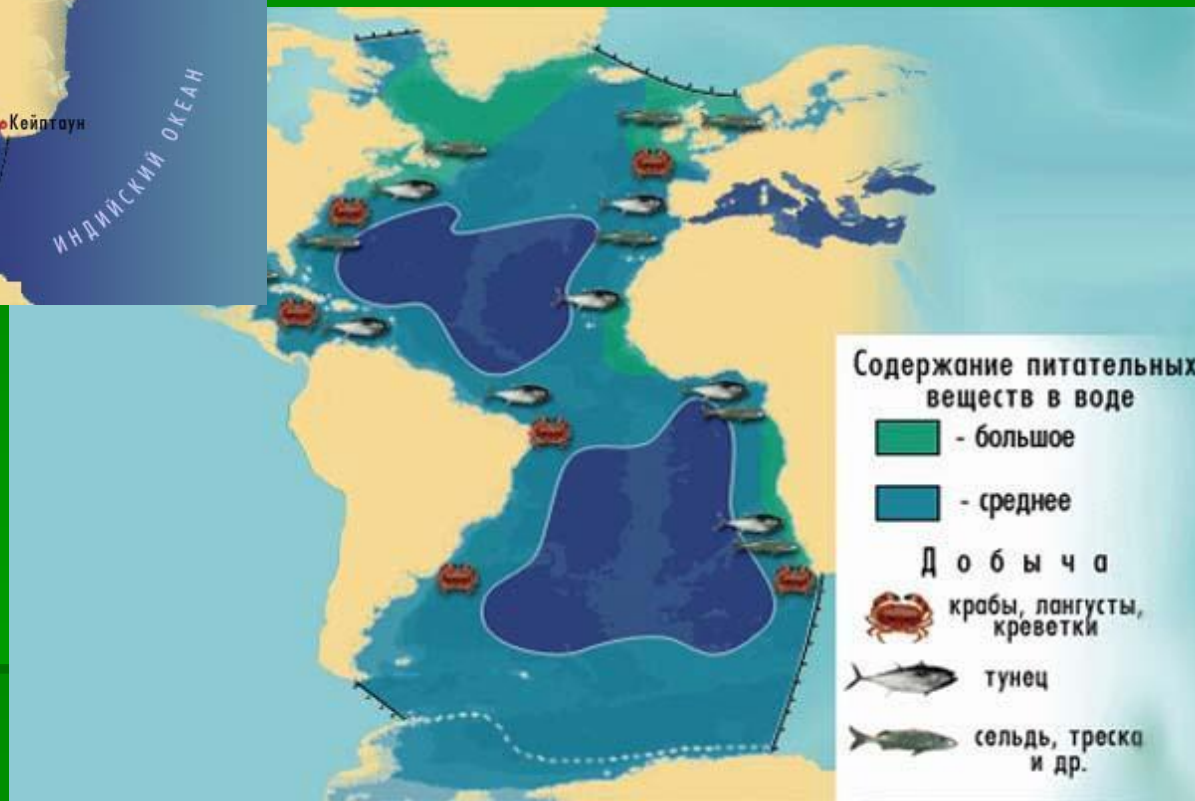 Кейптаун
ИНДИЙСКИЙ ОКЕАН
Содержание питательных
веществ в воде
- большое
- среднее
Добыча
крабы, лангусты,
креветки
тунец
сельдь, треска
и др.